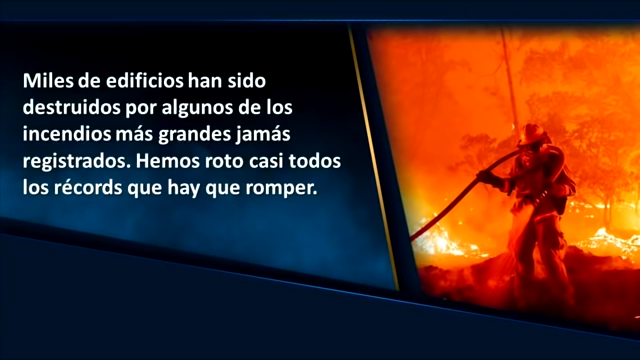 Miles de edificios han sido
destruidos por algunos de los
incendios más grandes jamás
registrados. Hemos roto casi todos
los récords que hay que romper.